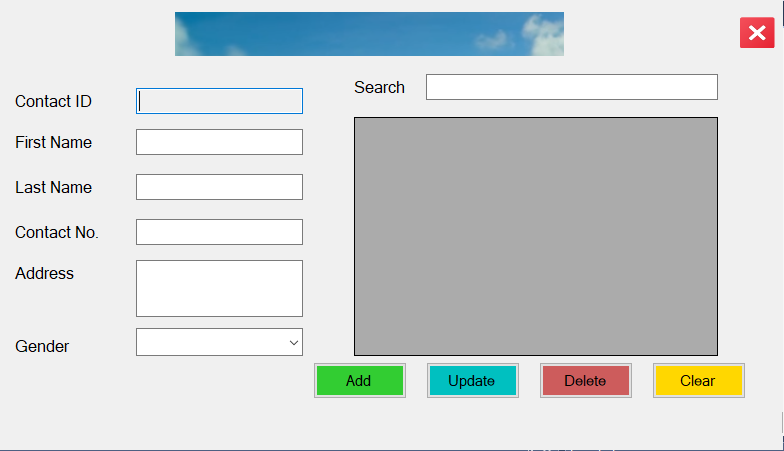 Contact ID
First Name
Last Name
Contact No.
Address
Gender
Search
Add
Update
Delete
Clear